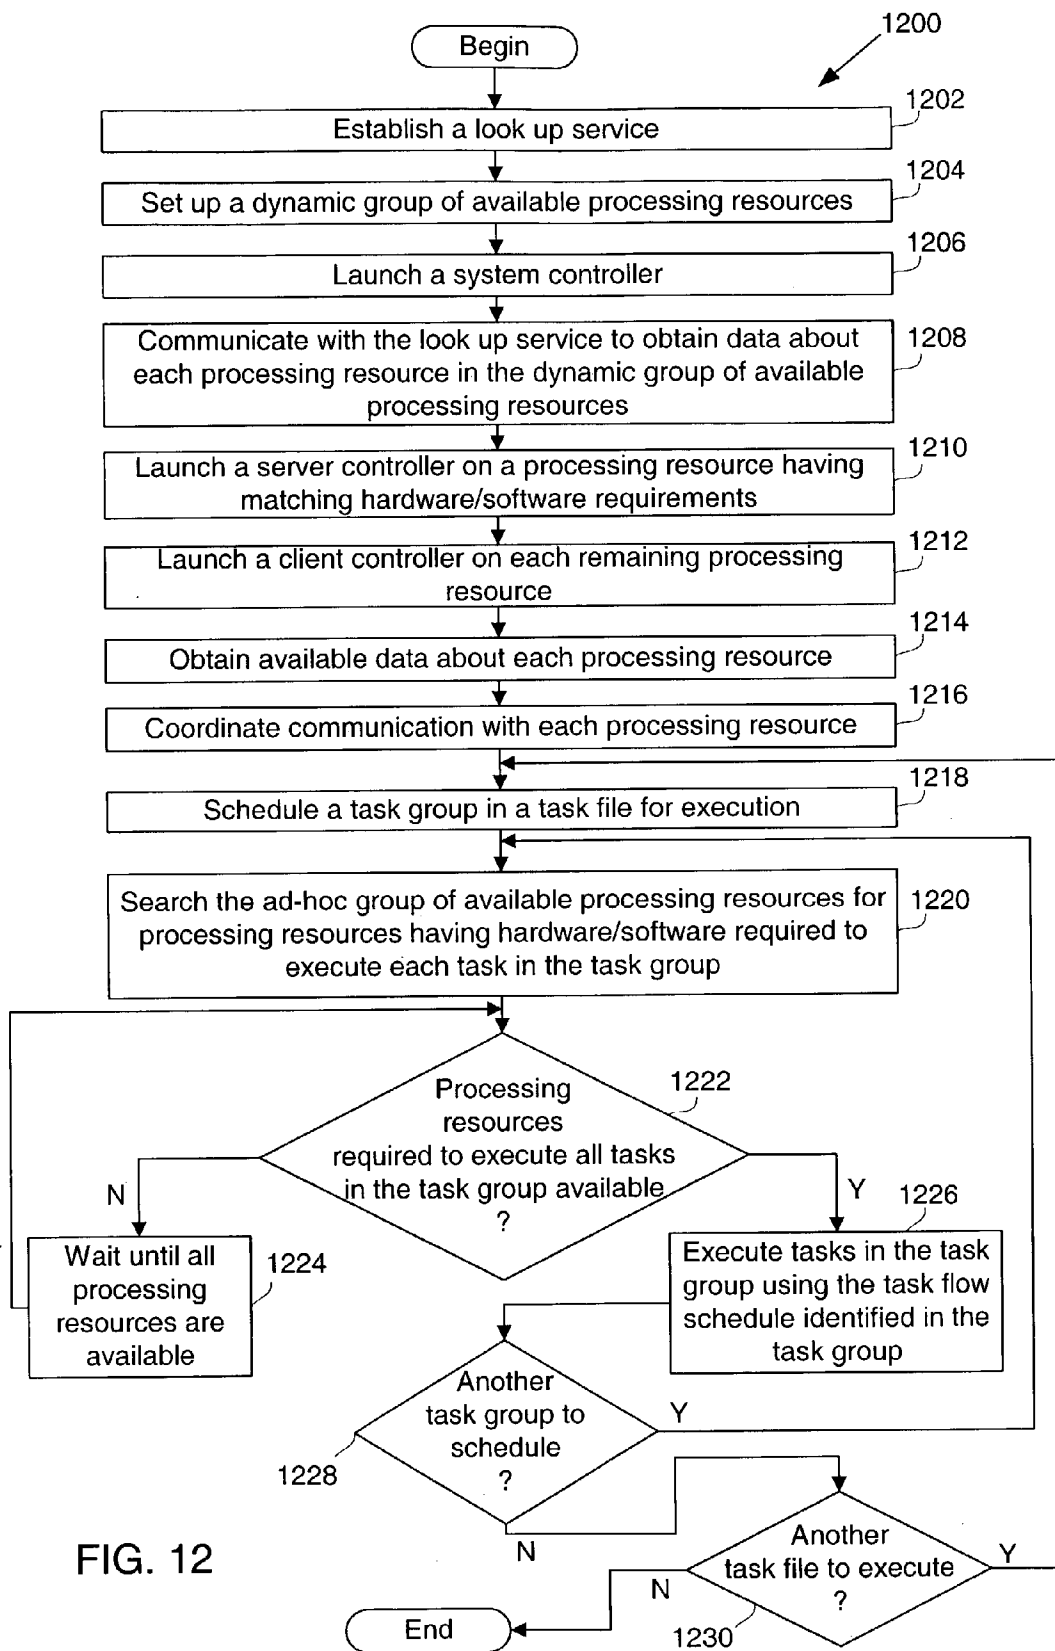 Begin
1200
Establish a look up service
1202
Set up a dynamic group of available processing resources
1204
Launch a system controller
1206
Communicate with the look up service to obtain data about
each processing resource in the dynamic group of available
processing resources
1208
Launch a server controller on a processing resource having
matching hardware/software requirements
1210
Launch a client controller on each remaining processing
resource
1212
Obtain available data about each processing resource
1214
Coordinate communication with each processing resource
1216
Schedule a task group in a task file for execution
1218
Search the ad-hoc group of available processing resources for
processing resources having hardware/software required to
execute each task in the task group
1220
Processing
resources
required to execute all tasks
in the task group available
?
1222
N
Y
Wait until all
processing
resources are
available
1224
1226
Execute tasks in the task
group using the task flow
schedule identified in the
task group
Another
task group to
schedule
?
1228
Y
N
Another
task file to execute
?
1230
Y
N
End
FIG. 12